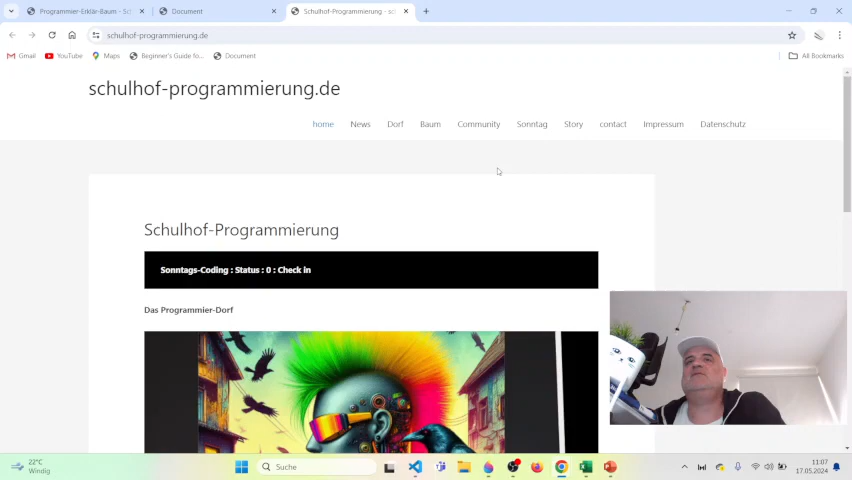 Programmier-Erklär-Baum - Sc
Document
Schulhof-Programmierung - sc
schulhof-programmierung.de
Gmail
YouTube
Maps
Beginner's Guide fo...
Document
All Bookmarks
schulhof-programmierung.de
home News Dorf Baum Community Sonntag Story contact Impressum Datenschutz
Schulhof-Programmierung
Sonntags-Coding : Status : 0 : Check in
Das Programmier-Dorf
22°C
Windig
Suche
11:07
17.05.2024